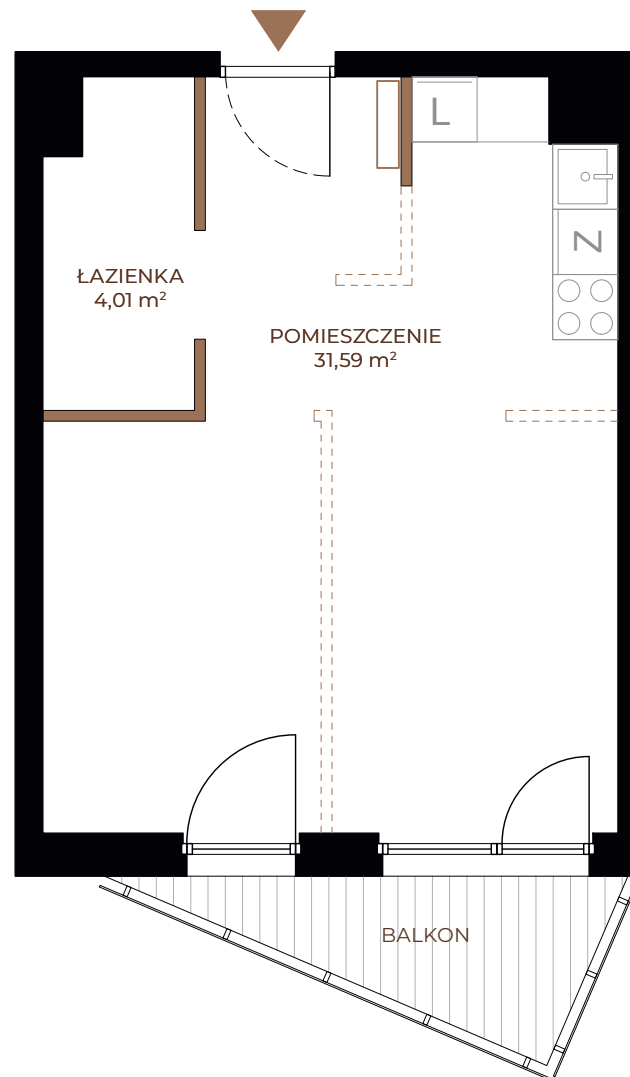 L
Z
ŁAZIENKA
4,01 m²
POMIESZCZENIE
31,59 m²
BALKON